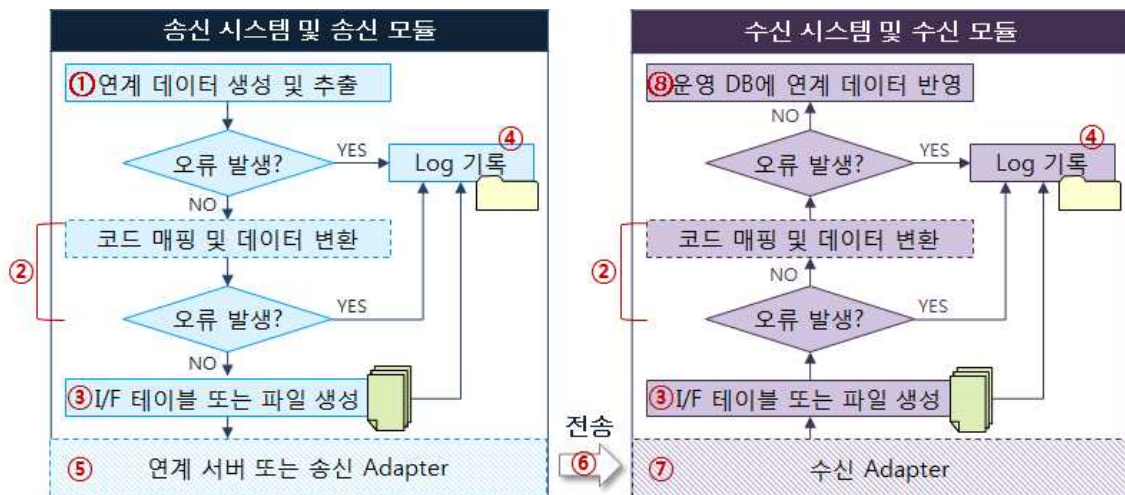 송신 시스템 및 송신 모듈
① 연계 데이터 생성 및 추출
오류 발생?
YES
④
Log 기록
NO
②
코드 매핑 및 데이터 변환
오류 발생?
YES
NO
③ I/F 테이블 또는 파일 생성
⑤ 연계 서버 또는 송신 Adapter
전송
⑥
수신 시스템 및 수신 모듈
⑧ 운영 DB에 연계 데이터 반영
NO
오류 발생?
YES
④
Log 기록
②
코드 매핑 및 데이터 변환
NO
오류 발생?
YES
③ I/F 테이블 또는 파일 생성
⑦ 수신 Adapter